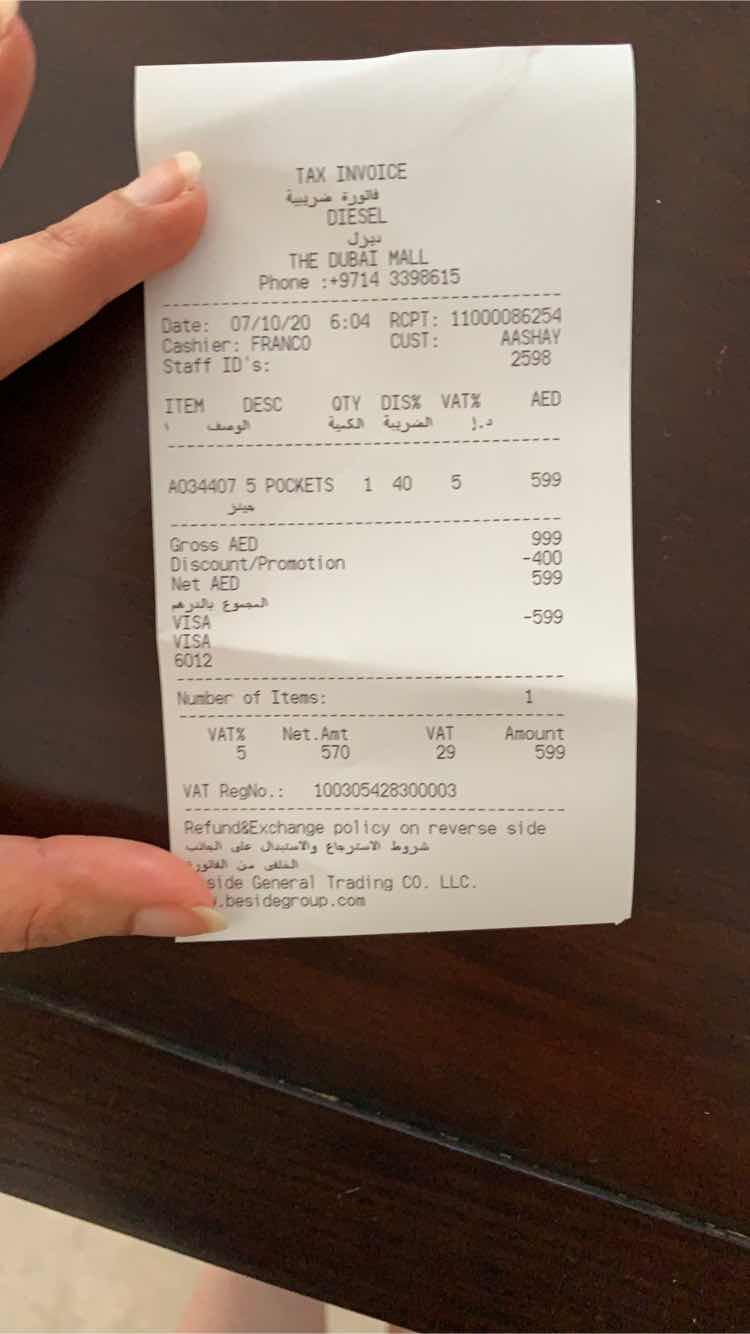 TAX INVOICE
فاتورة ضريبية
DIESEL
ديزل
THE DUBAI MALL
Phone :+9714 3398615
Date: 07/10/20 6:04 RCPT: 11000086254
Cashier: FRANCO CUST: AASHAY
Staff ID's: 2598
ITEM DESC QTY DIS% VAT% AED
الوصف الكمية الضريبة د.إ
A034407 5 POCKETS 1 40 5 599
جينز
Gross AED 999
Discount/Promotion -400
Net AED 599
المجموع بالدرهم
VISA -599
VISA
6012
Number of Items: 1
VAT% Net.Amt VAT Amount
5 570 29 599
VAT RegNo.: 100305428300003
Refund&Exchange policy on reverse side
شروط الاسترجاع والاستبدال على الجانب
الخلفى من الفاتورة
side General Trading CO. LLC.
.besidegroup.com